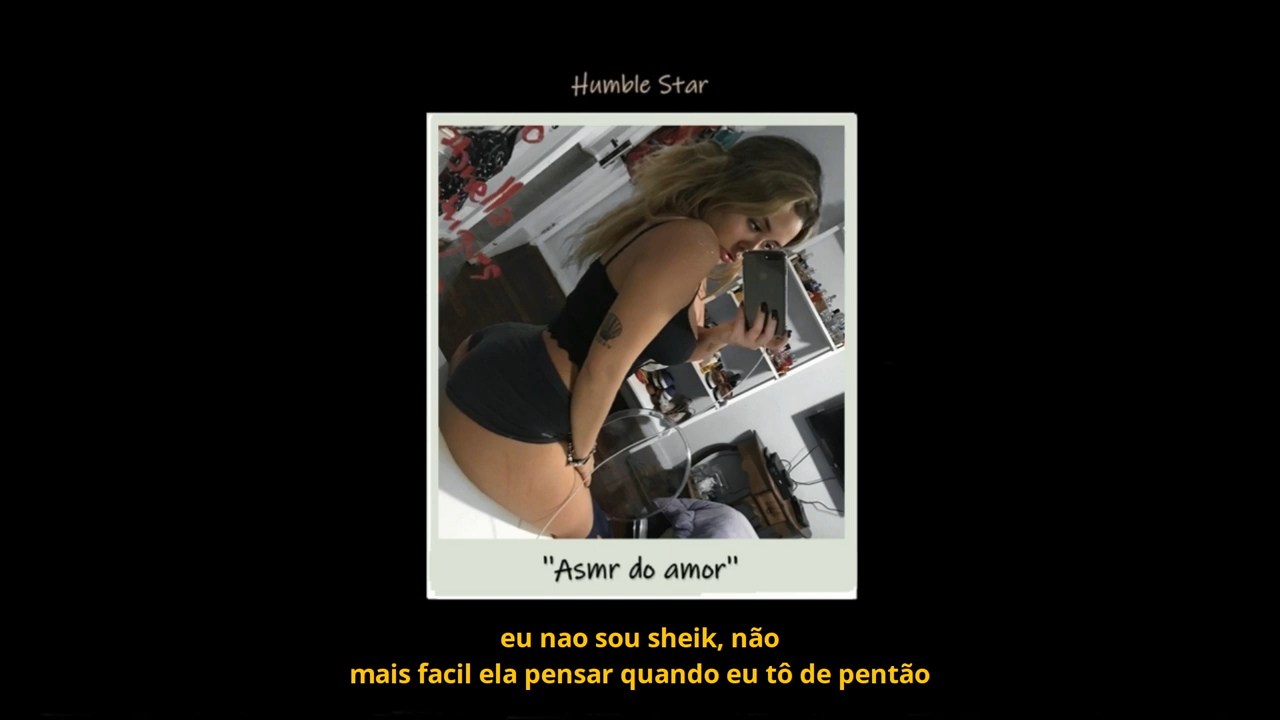 Humble Star
"Asmr do amor"
eu nao sou sheik, não
mais facil ela pensar quando eu tô de pentão